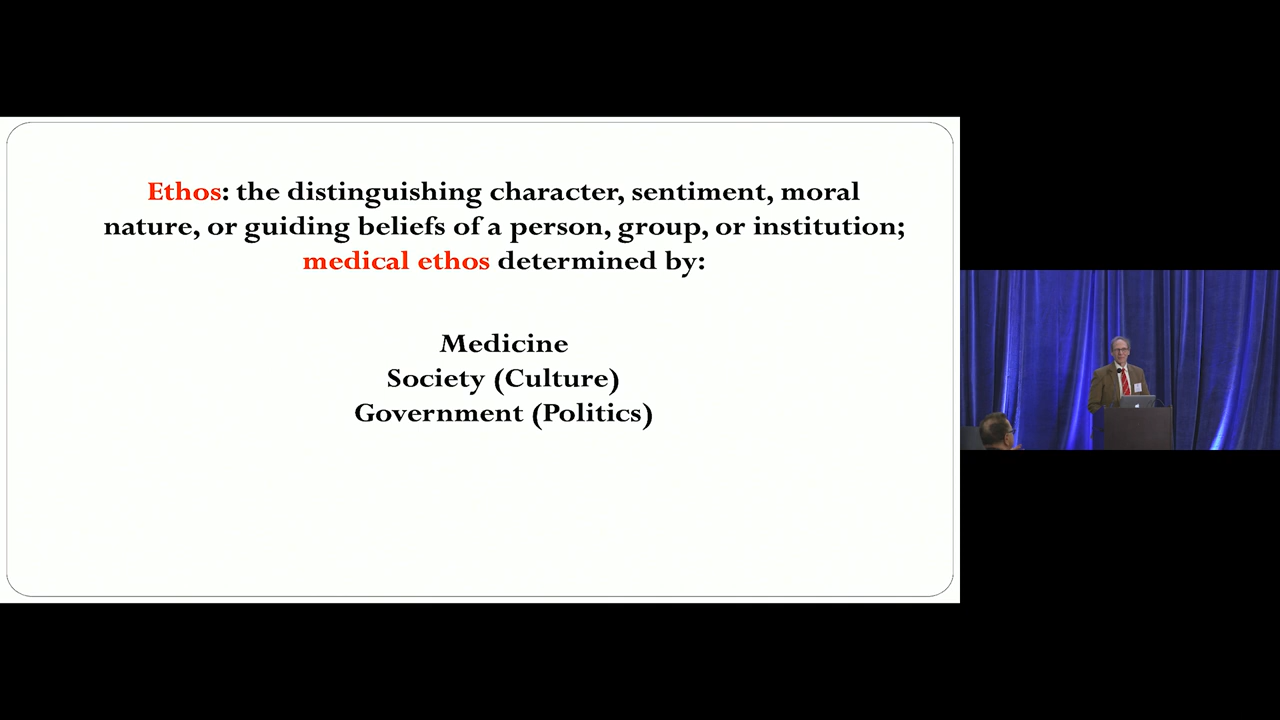 Ethos: the distinguishing character, sentiment, moral
nature, or guiding beliefs of a person, group, or institution;
medical ethos determined by:
Medicine
Society (Culture)
Government (Politics)